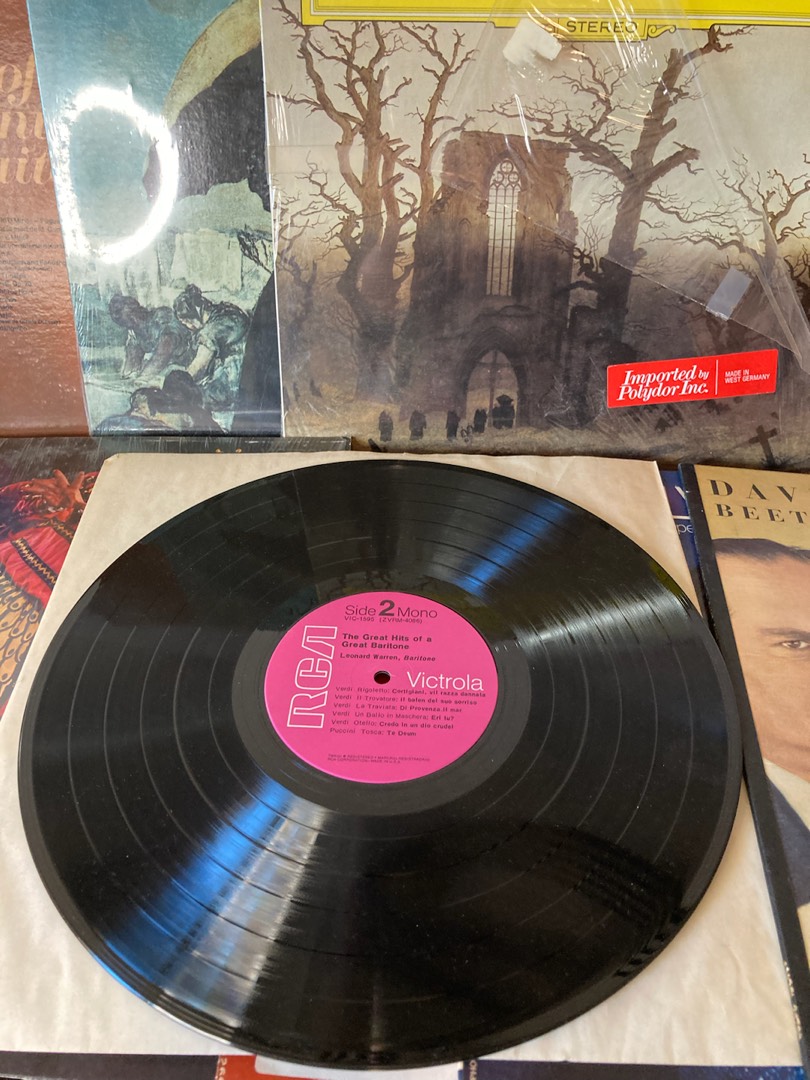 STEREO
Imported by
Polydor Inc.
MADE IN
WEST GERMANY
DAV
BEET
Side 2 Mono
VIC-1595 (ZVRM-4066)
The Great Hits of a
Great Baritone
Leonard Warren, Baritone
RCA
Victrola
Verdi Rigoletto: Cortigiani, vil razza dannata
Verdi Il Trovatore: Il balen del suo sorriso
Verdi La Traviata: Di Provenza il mar
Verdi Un Ballo in Maschera: Eri tu?
Verdi Otello: Credo in un dio crudel
Puccini Tosca: Te Deum